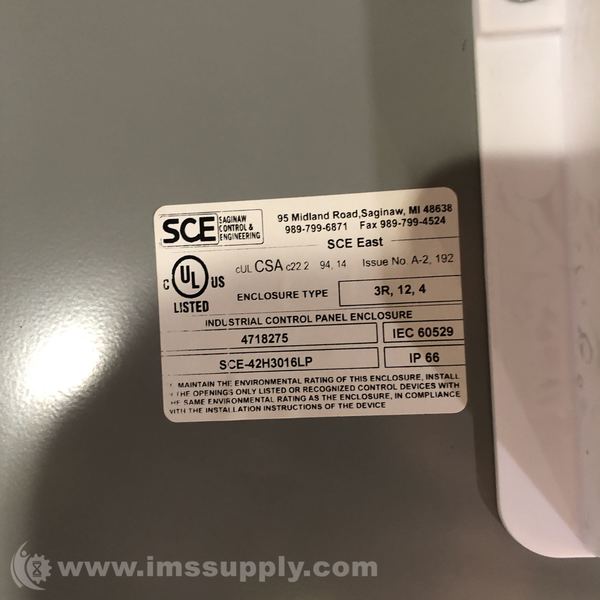 SCE SAGINAW CONTROL & ENGINEERING
95 Midland Road,Saginaw, MI 48638
989-799-6871 Fax 989-799-4524
SCE East
C UL US LISTED
cUL CSA c22.2 94, 14 Issue No. A-2, 192
ENCLOSURE TYPE 3R, 12, 4
INDUSTRIAL CONTROL PANEL ENCLOSURE
4718275 IEC 60529
SCE-42H3016LP IP 66
MAINTAIN THE ENVIRONMENTAL RATING OF THIS ENCLOSURE, INSTALL
THE OPENINGS ONLY LISTED OR RECOGNIZED CONTROL DEVICES WITH
HE SAME ENVIRONMENTAL RATING AS THE ENCLOSURE, IN COMPLIANCE
WITH THE INSTALLATION INSTRUCTIONS OF THE DEVICE
www.imssupply.com